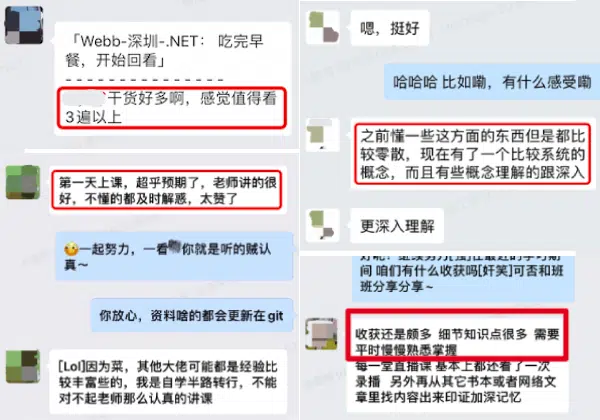 「Webb-深圳-.NET： 吃完早
餐，开始回看」
- - - - - - - - - - - - - - -
干货好多啊，感觉值得看
3遍以上
第一天上课，超乎预期了，老师讲的很
好，不懂的都及时解惑，太赞了
一起努力，一看你就是听的贼认
真～
你放心，资料啥的都会更新在git
[Lol]因为菜，其他大佬可能都是经验比
较丰富些的，我是自学半路转行，不能
对不起老师那么认真的讲课
嗯，挺好
哈哈哈 比如嘞，有什么感受嘞
之前懂一些这方面的东西但是都比
较零散，现在有了一个比较系统的
概念，而且有些概念理解的跟深入
更深入理解
间 咱们有什么收获吗[奸笑]可否和班
班分享分享~
收获还是颇多 细节知识点很多 需要
平时慢慢熟悉掌握
每一堂直播课 基本上都还看了一次
录播 另外再从其它书本或者网络文
章里找内容出来印证加深记忆